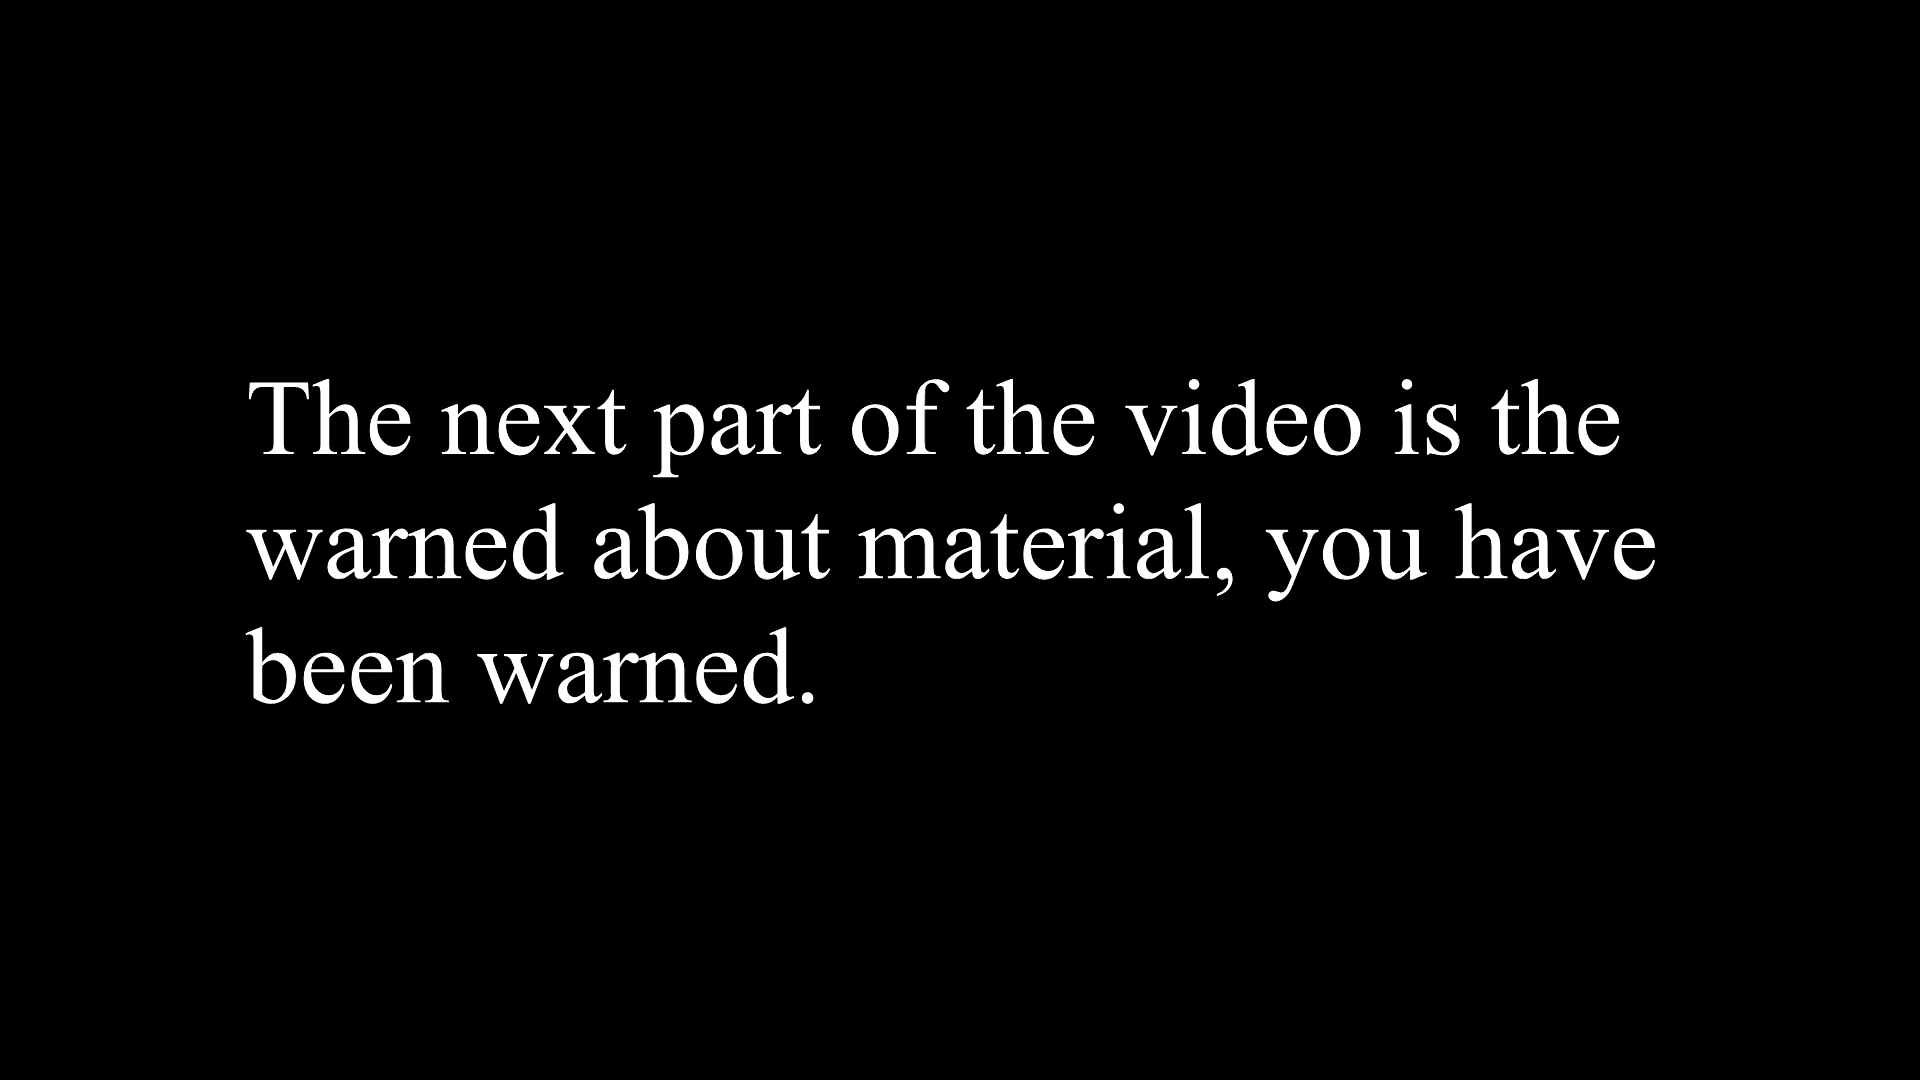 The next part of the video is the
warned about material, you have
been warned.